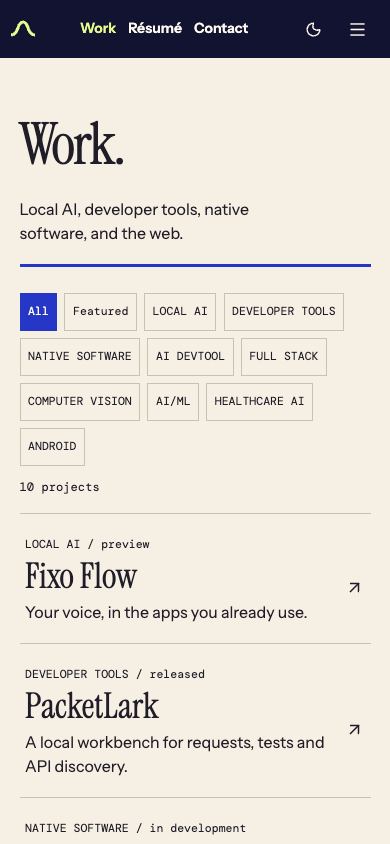 Work Résumé Contact
Work.
Local AI, developer tools, native
software, and the web.
All Featured LOCAL AI DEVELOPER TOOLS
NATIVE SOFTWARE AI DEVTOOL FULL STACK
COMPUTER VISION AI/ML HEALTHCARE AI
ANDROID
10 projects
LOCAL AI / preview
Fixo Flow
Your voice, in the apps you already use.
DEVELOPER TOOLS / released
PacketLark
A local workbench for requests, tests and
API discovery.
NATIVE SOFTWARE / in development